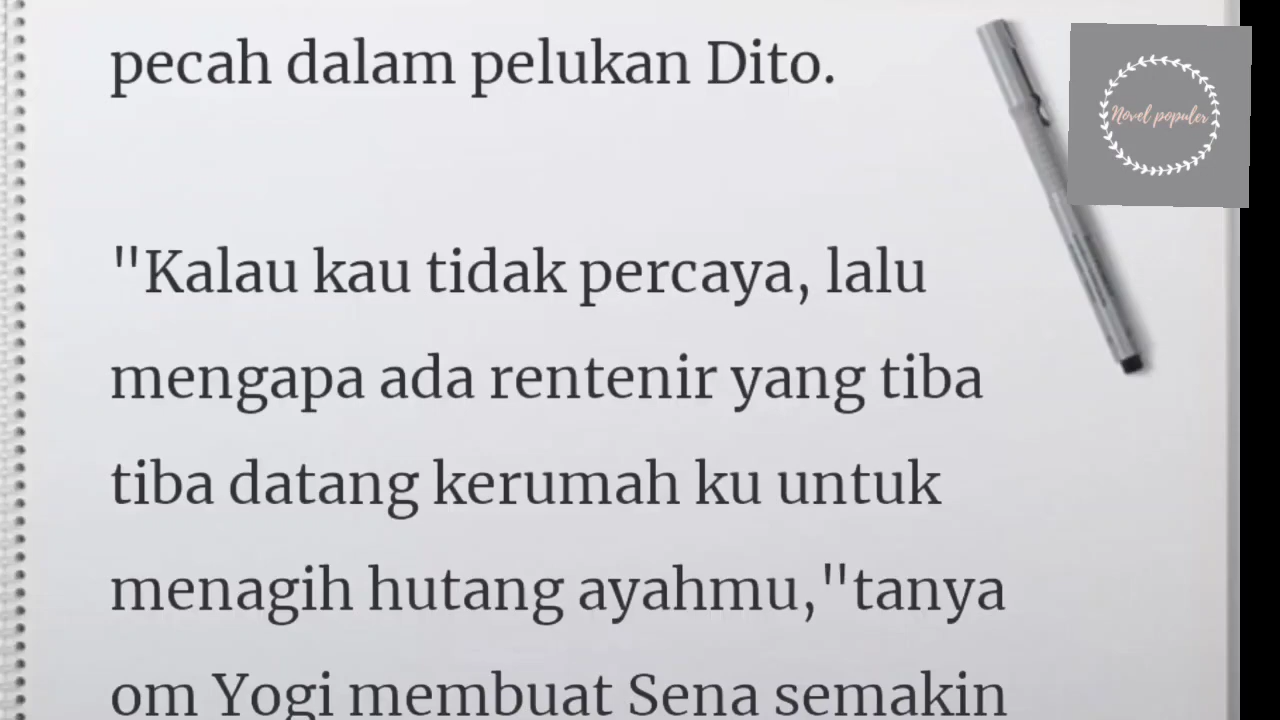 pecah dalam pelukan Dito.
Novel populer
"Kalau kau tidak percaya, lalu
mengapa ada rentenir yang tiba
tiba datang kerumah ku untuk
menagih hutang ayahmu,"tanya
om Yogi membuat Sena semakin